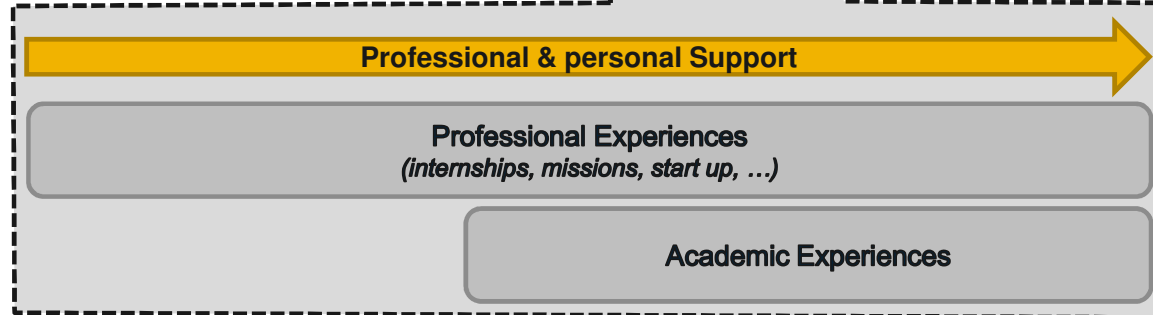 Professional & personal Support
Professional Experiences
(internships, missions, start up, …)
Academic Experiences